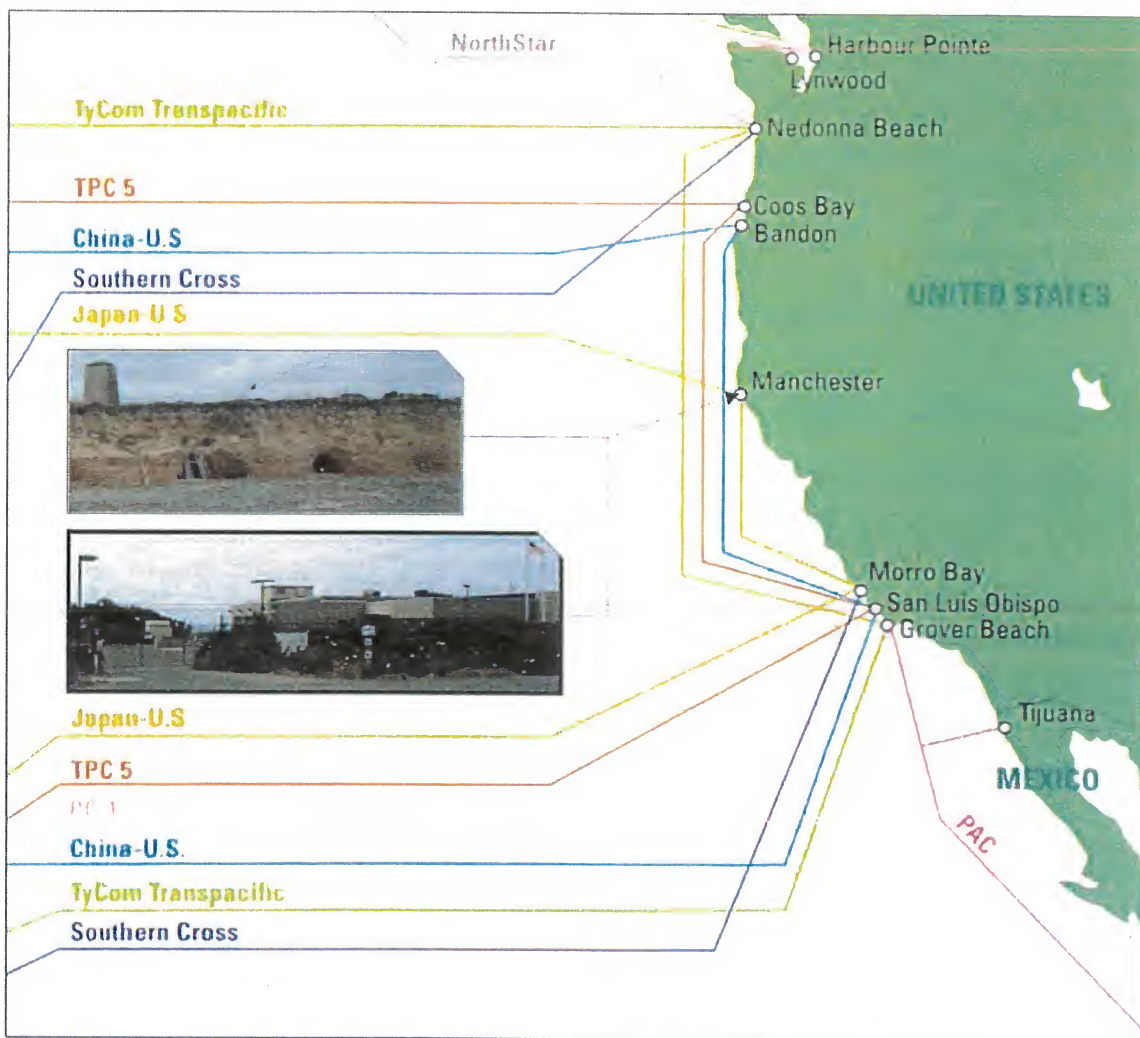 NorthStar
Harbour Pointe
Lynwood
TyCom Transpacific
Nedonna Beach
TPC 5
Coos Bay
China-U.S
Bandon
Southern Cross
UNITED STATES
Japan-U S
Manchester
Morro Bay
San Luis Obispo
Grover Beach
Japan-U.S
Tijuana
TPC 5
MEXICO
PC 1
PAC
China-U.S.
TyCom Transpacific
Southern Cross